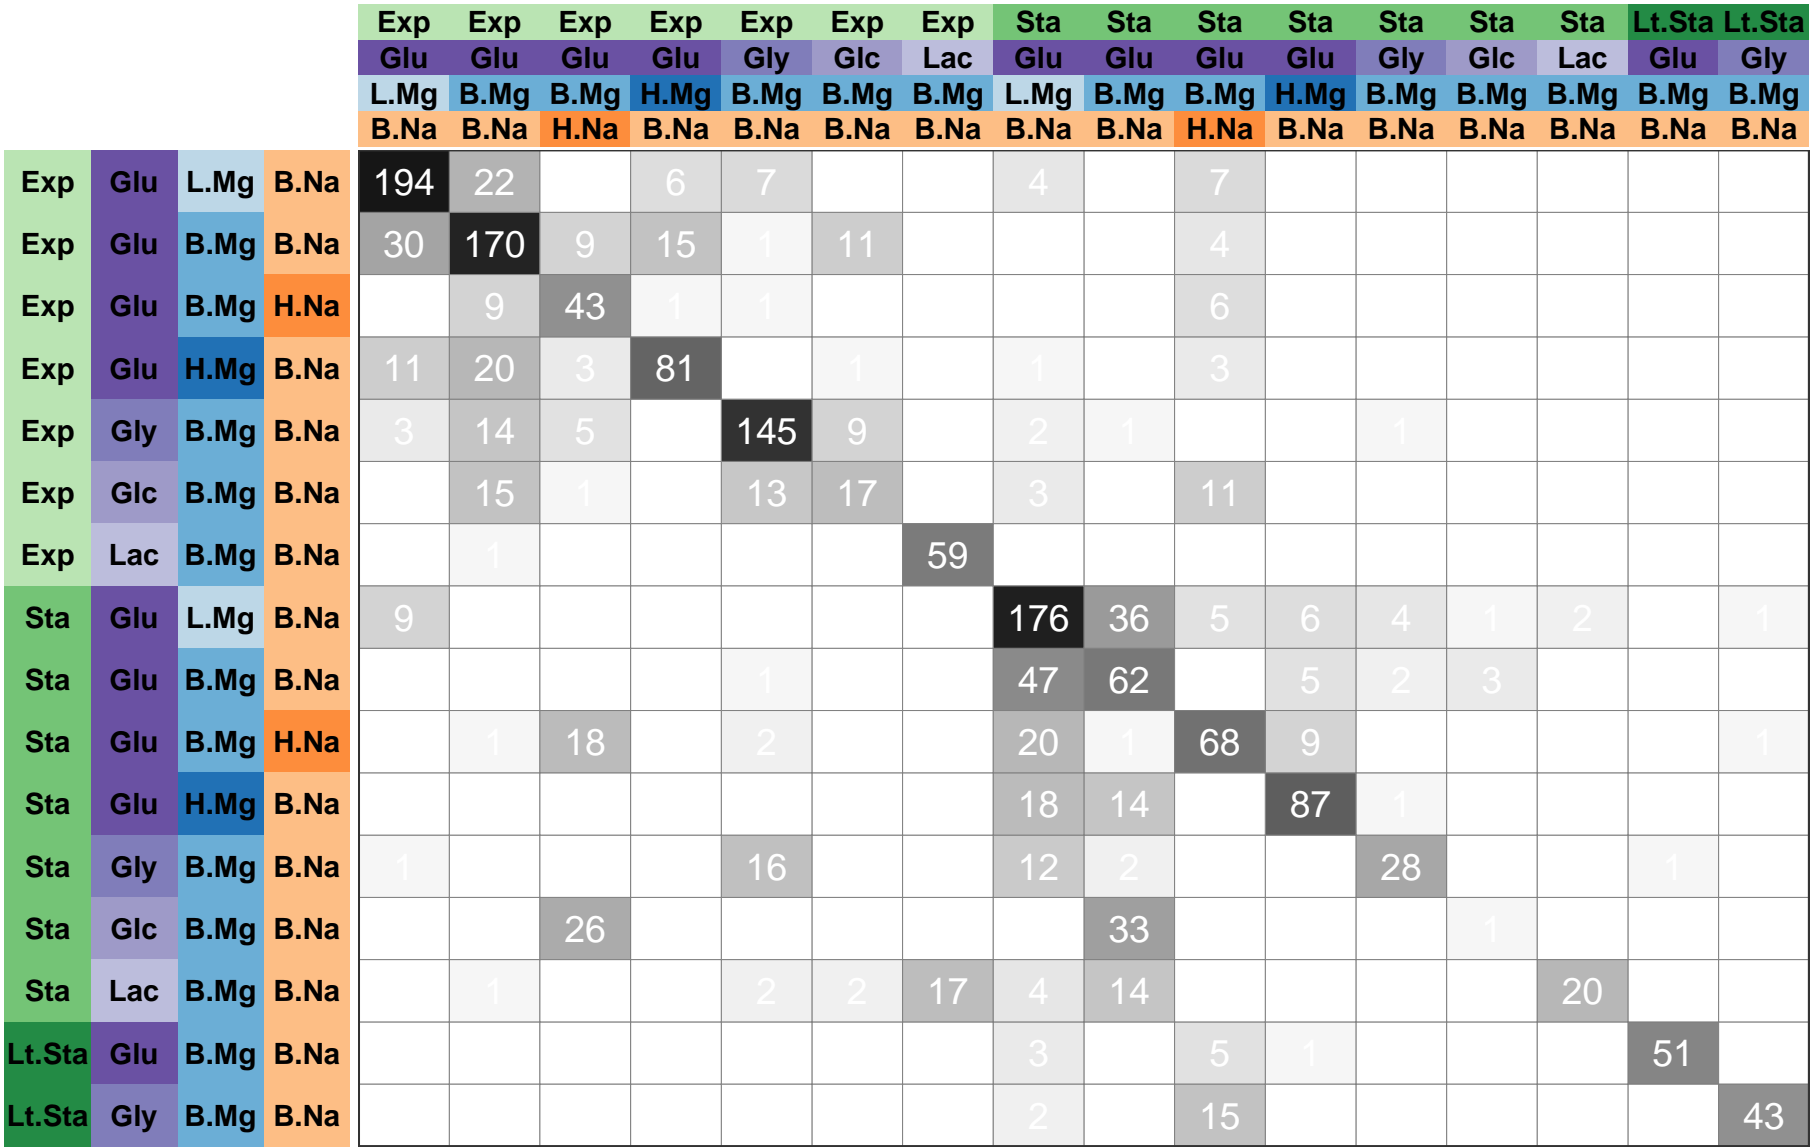 Exp Exp Exp Exp Exp Exp Exp Sta Sta Sta Sta Sta Sta Sta Lt.Sta Lt.Sta
Glu Glu Glu Glu Gly Glc Lac Glu Glu Glu Glu Gly Glc Lac Glu Gly
L.Mg B.Mg B.Mg H.Mg B.Mg B.Mg B.Mg L.Mg B.Mg B.Mg H.Mg B.Mg B.Mg B.Mg B.Mg B.Mg
B.Na B.Na H.Na B.Na B.Na B.Na B.Na B.Na B.Na H.Na B.Na B.Na B.Na B.Na B.Na B.Na
Exp Glu L.Mg B.Na 194 22 6 7 4 7
Exp Glu B.Mg B.Na 30 170 9 15 1 11 4
Exp Glu B.Mg H.Na 9 43 1 1 6
Exp Glu H.Mg B.Na 11 20 3 81 1 1 3
Exp Gly B.Mg B.Na 3 14 5 145 9 2 1 1
Exp Glc B.Mg B.Na 15 1 13 17 3 11
Exp Lac B.Mg B.Na 1 59
Sta Glu L.Mg B.Na 9 176 36 5 6 4 1 2 1
Sta Glu B.Mg B.Na 1 47 62 5 2 3
Sta Glu B.Mg H.Na 1 18 2 20 1 68 9 1
Sta Glu H.Mg B.Na 18 14 87 1
Sta Gly B.Mg B.Na 1 16 12 2 28 1
Sta Glc B.Mg B.Na 26 33 1
Sta Lac B.Mg B.Na 1 2 2 17 4 14 20
Lt.Sta Glu B.Mg B.Na 3 5 1 51
Lt.Sta Gly B.Mg B.Na 2 15 43